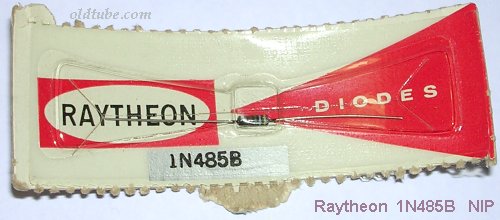 oldtube.com
RAYTHEON
DIODES
1N485B
Raytheon 1N485B NIP